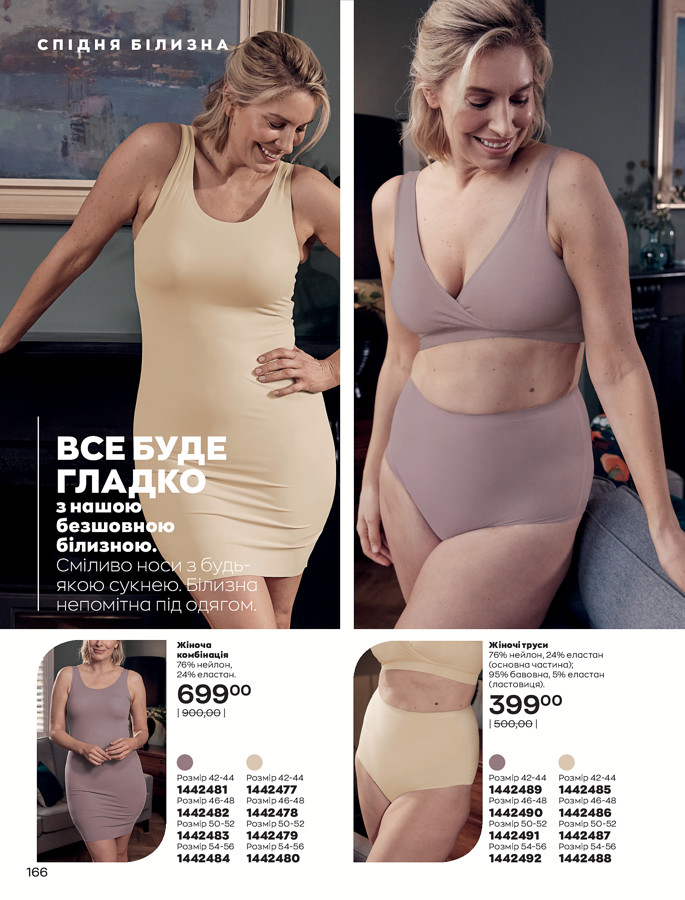 СПІДНЯ БІЛИЗНА
ВСЕ БУДЕ
ГЛАДКО
з нашою
безшовною
білизною.
Сміливо носи з будь-
якою сукнею. Білизна
непомітна під одягом.
Жіноча
комбінація
76% нейлон,
24% еластан.
699⁰⁰
| 900,00 |
Розмір 42-44
1442481
Розмір 46-48
1442482
Розмір 50-52
1442483
Розмір 54-56
1442484
Розмір 42-44
1442477
Розмір 46-48
1442478
Розмір 50-52
1442479
Розмір 54-56
1442480
Жіночі труси
76% нейлон, 24% еластан
(основна частина);
95% бавовна, 5% еластан
(ластовиця).
399⁰⁰
| 500,00 |
Розмір 42-44
1442489
Розмір 46-48
1442490
Розмір 50-52
1442491
Розмір 54-56
1442492
Розмір 42-44
1442485
Розмір 46-48
1442486
Розмір 50-52
1442487
Розмір 54-56
1442488
166